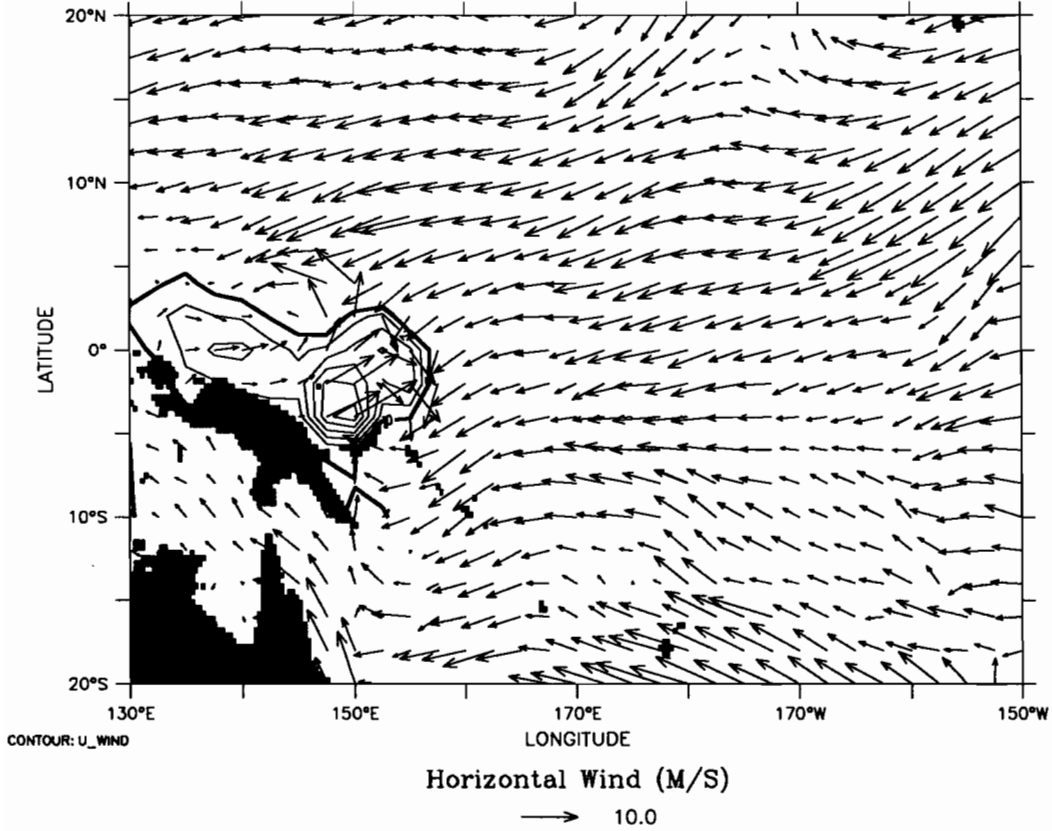 20°N
10°N
0°
10°S
20°S
LATITUDE
130°E 150°E 170°E 170°W 150°W
CONTOUR: U_WIND
LONGITUDE
Horizontal Wind (M/S)
10.0